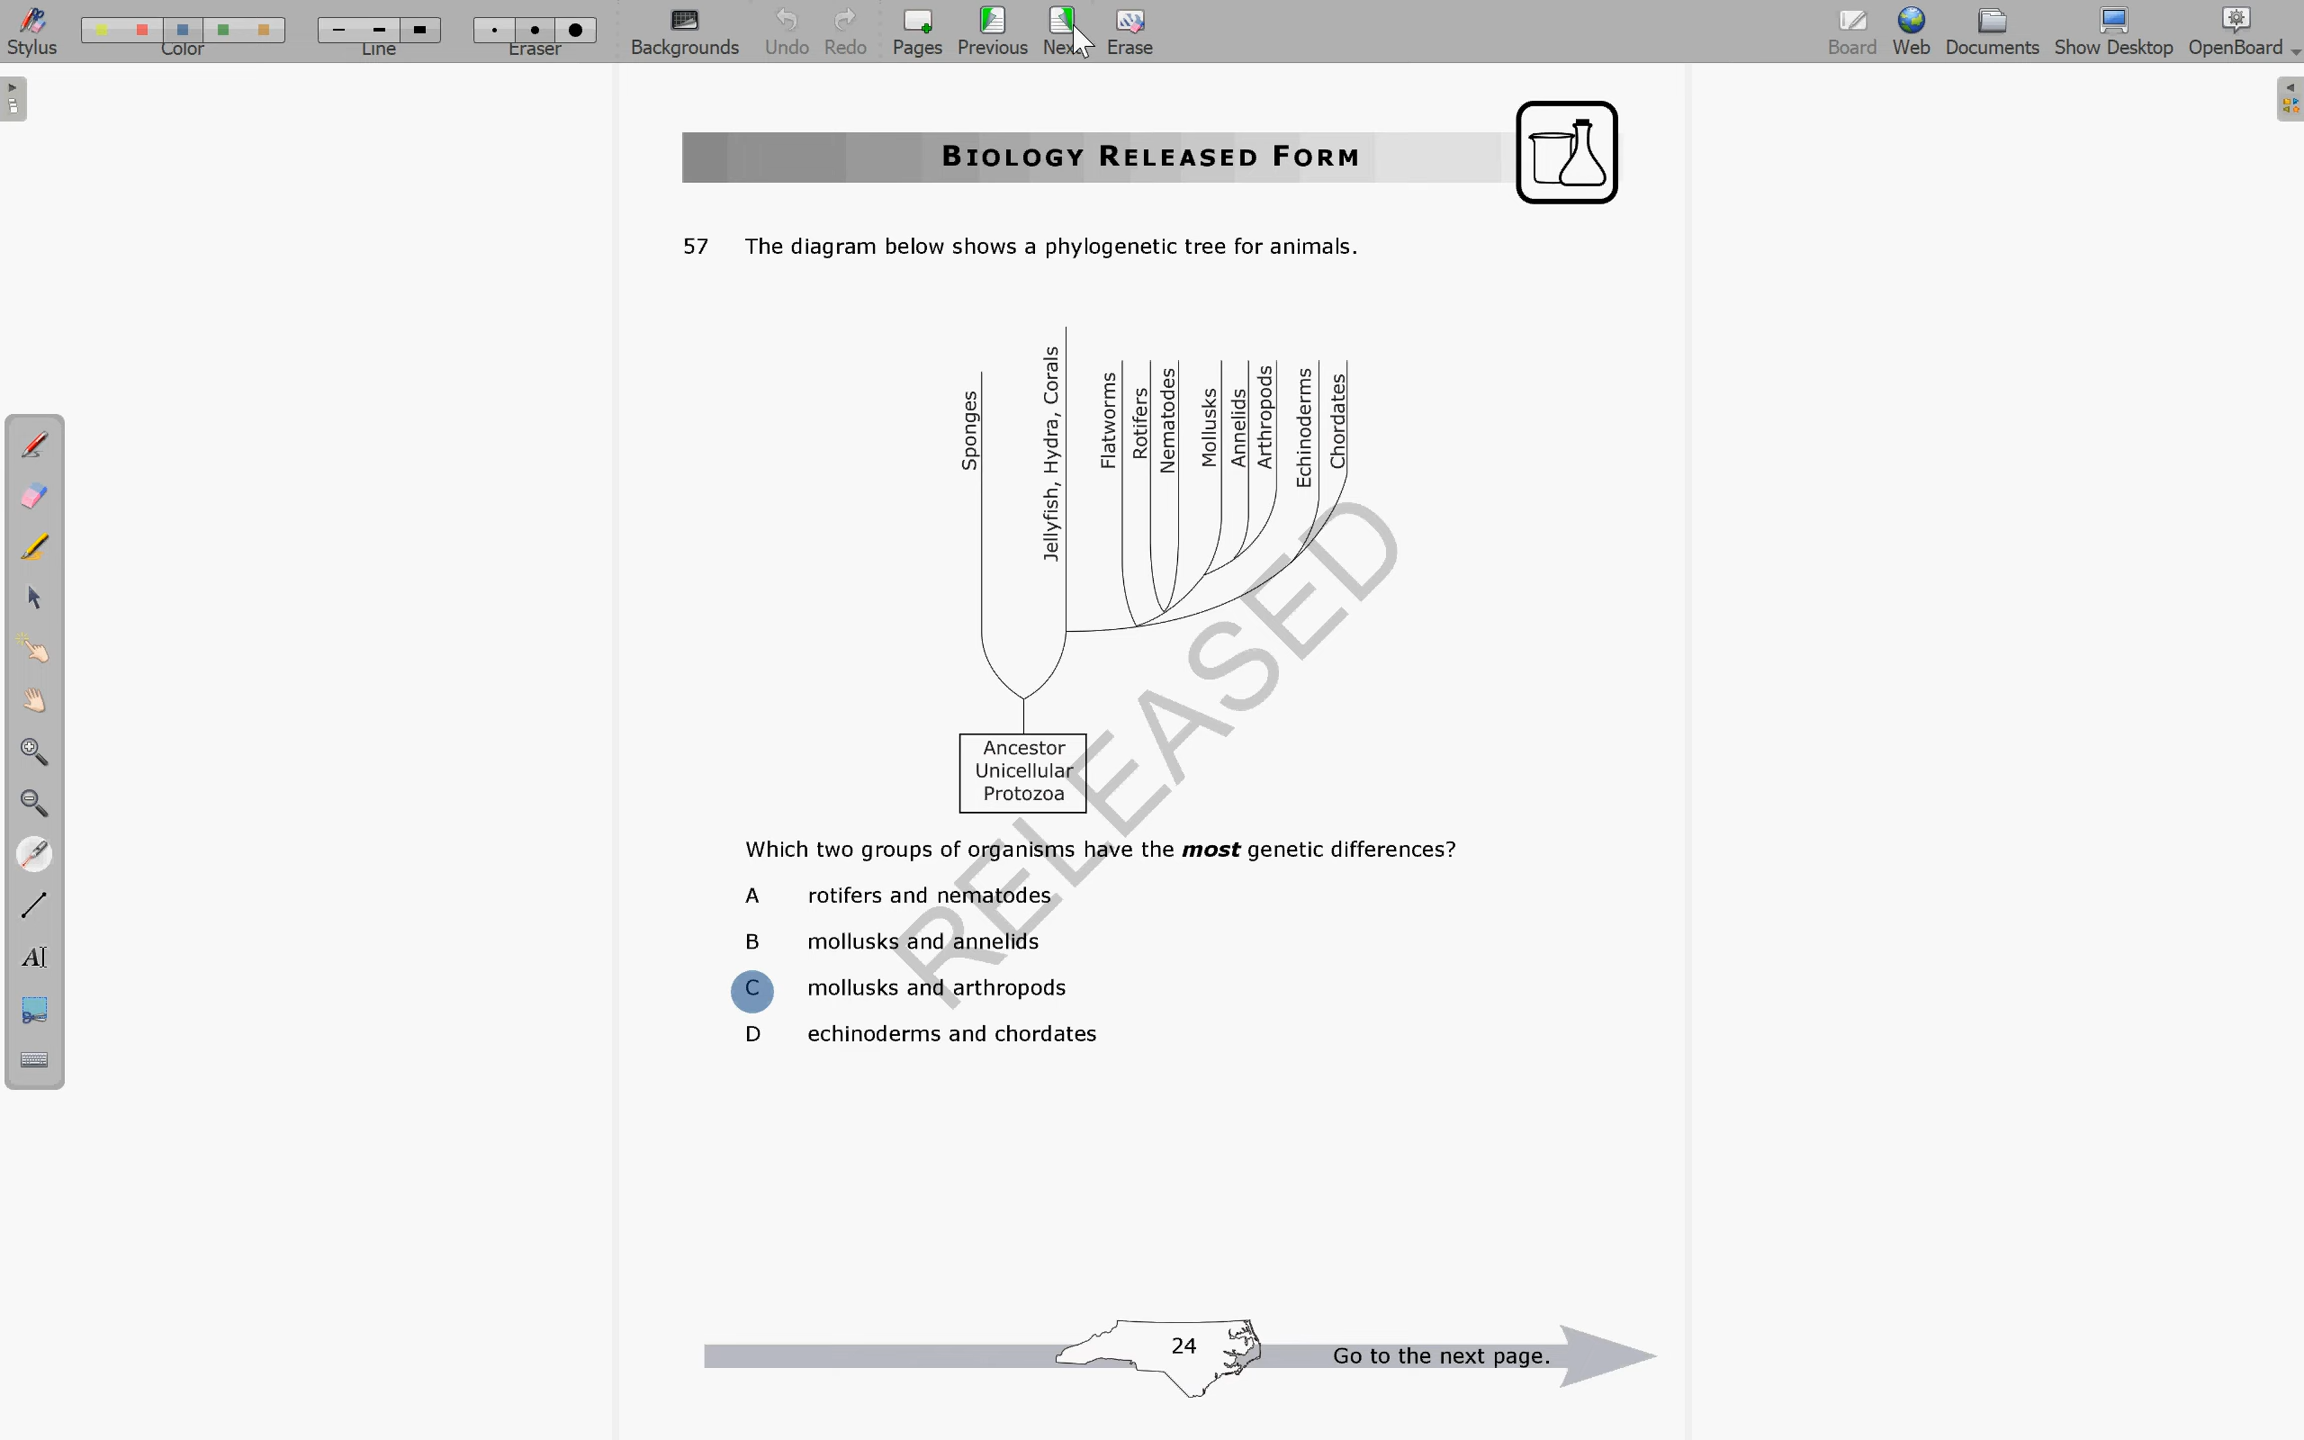 Stylus
Color
Line
Eraser
Backgrounds
Undo
Redo
Pages
Previous
Erase
Board
Web
Documents
Show Desktop
OpenBoard
BIOLOGY RELEASED FORM
57 The diagram below shows a phylogenetic tree for animals.
Sponges
Jellyfish, Hydra, Corals
Flatworms
Rotifers
Nematodes
Mollusks
Annelids
Arthropods
Echinoderms
Chordates
Ancestor
Unicellular
Protozoa
RELEASED
Which two groups of organisms have the most genetic differences?
A rotifers and nematodes
B mollusks and annelids
C mollusks and arthropods
D echinoderms and chordates
24
Go to the next page.